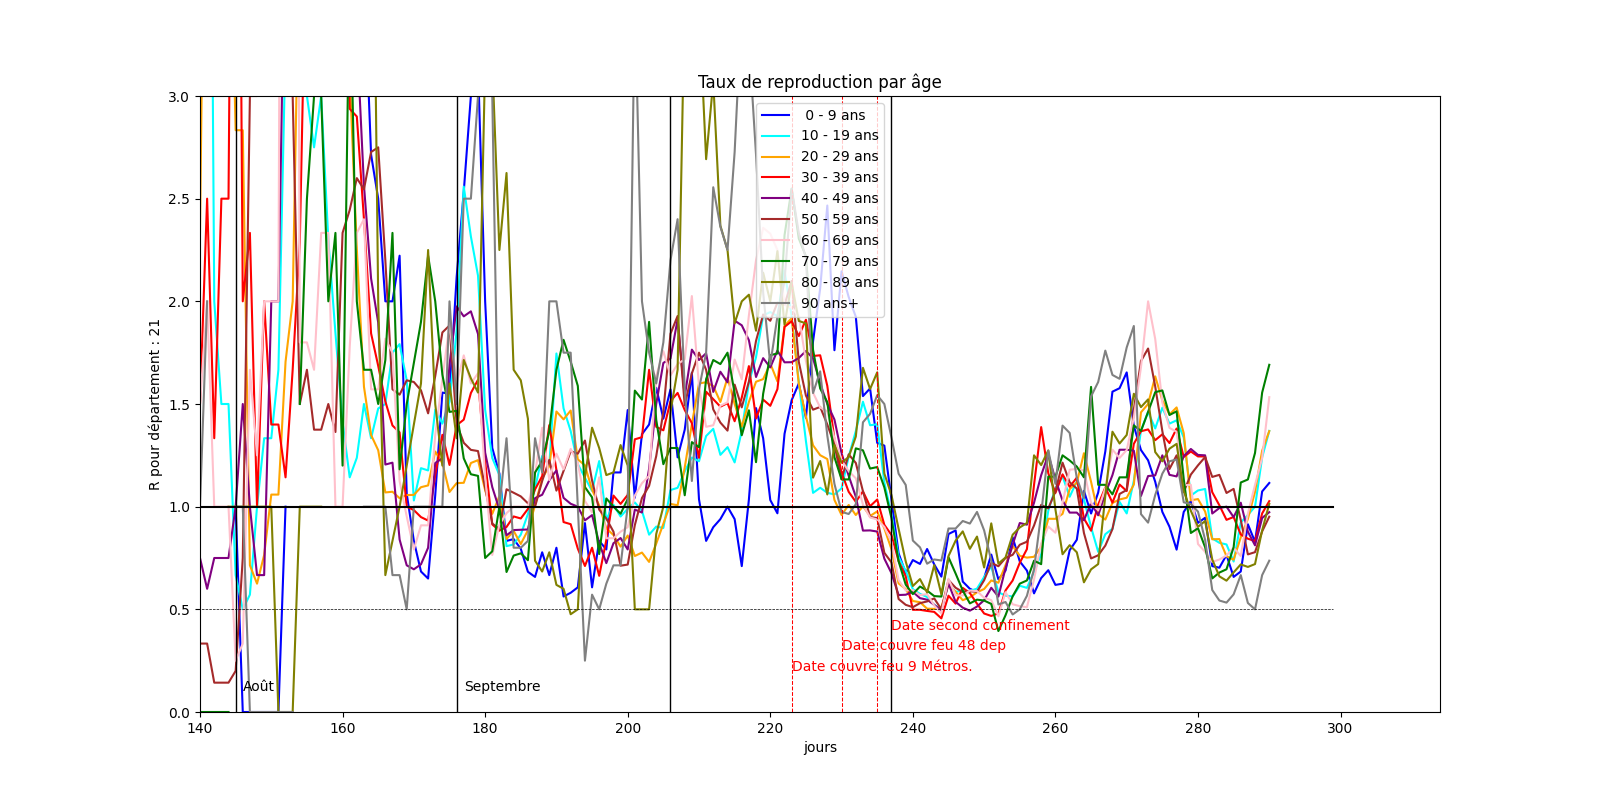 Taux de reproduction par âge
R pour département : 21
3.0
2.5
2.0
1.5
1.0
0.5
0.0
0 - 9 ans
10 - 19 ans
20 - 29 ans
30 - 39 ans
40 - 49 ans
50 - 59 ans
60 - 69 ans
70 - 79 ans
80 - 89 ans
90 ans+
Date second confinement
Date couvre feu 48 dep
Date couvre feu 9 Métros.
Août
Septembre
140 160 180 200 220 240 260 280 300
jours